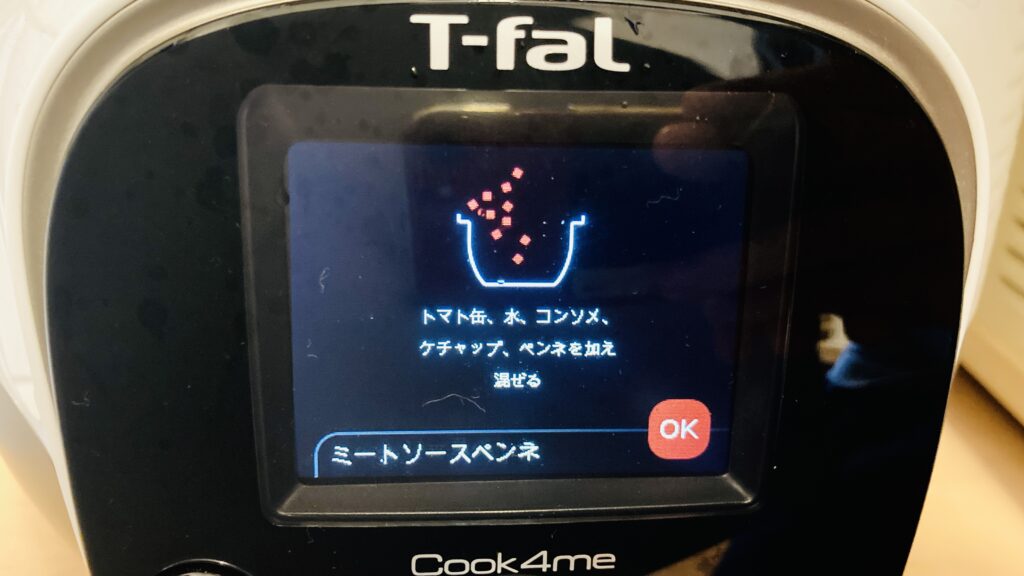 T-fal
トマト缶、水、コンソメ、
ケチャップ、ペンネを加え
混ぜる
ミートソースペンネ
OK
Cook4me